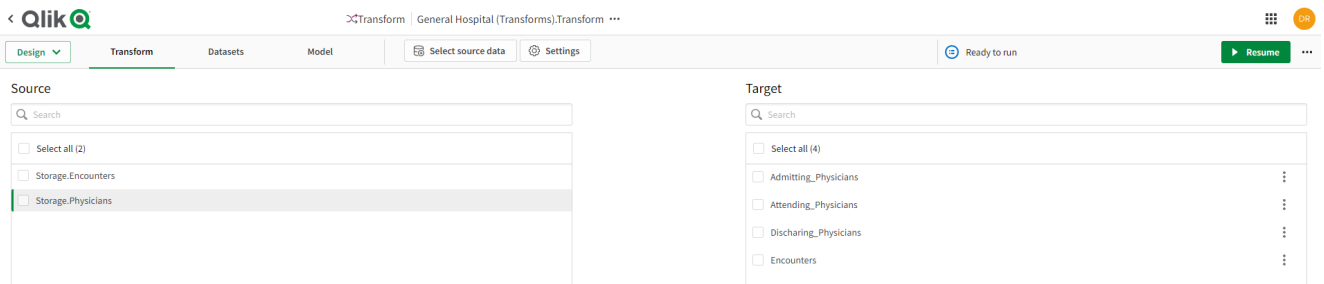 Qlik
Transform General Hospital (Transforms).Transform
DR
Design Transform Datasets Model Select source data Settings Ready to run Resume
Source Target
Search Search
Select all (2) Select all (4)
Storage.Encounters Admitting_Physicians
Storage.Physicians Attending_Physicians
Discharing_Physicians
Encounters